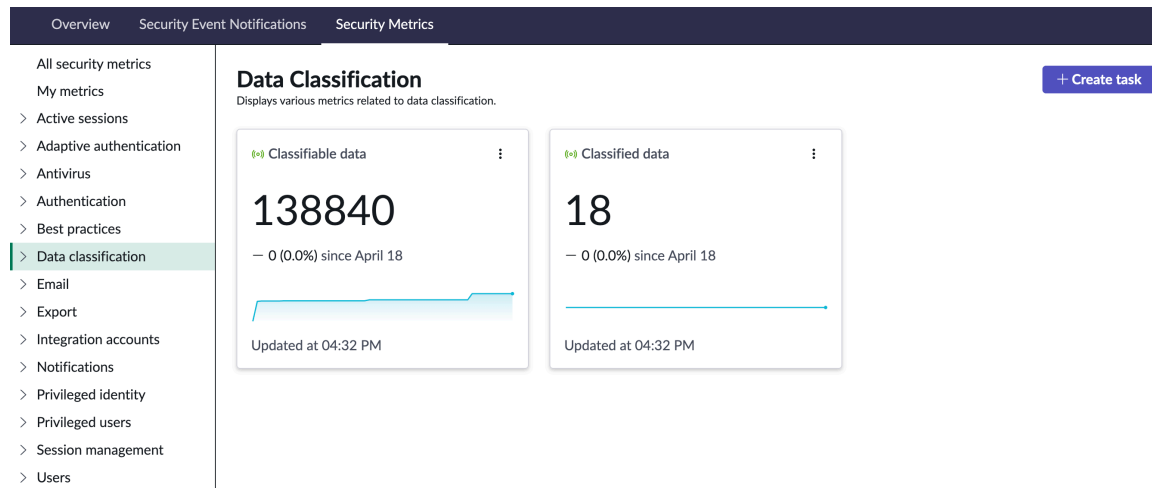 Overview Security Event Notifications Security Metrics
All security metrics
My metrics
Active sessions
Adaptive authentication
Antivirus
Authentication
Best practices
Data classification
Email
Export
Integration accounts
Notifications
Privileged identity
Privileged users
Session management
Users
Data Classification
Displays various metrics related to data classification.
+ Create task
Classifiable data
138840
— 0 (0.0%) since April 18
Updated at 04:32 PM
Classified data
18
— 0 (0.0%) since April 18
Updated at 04:32 PM